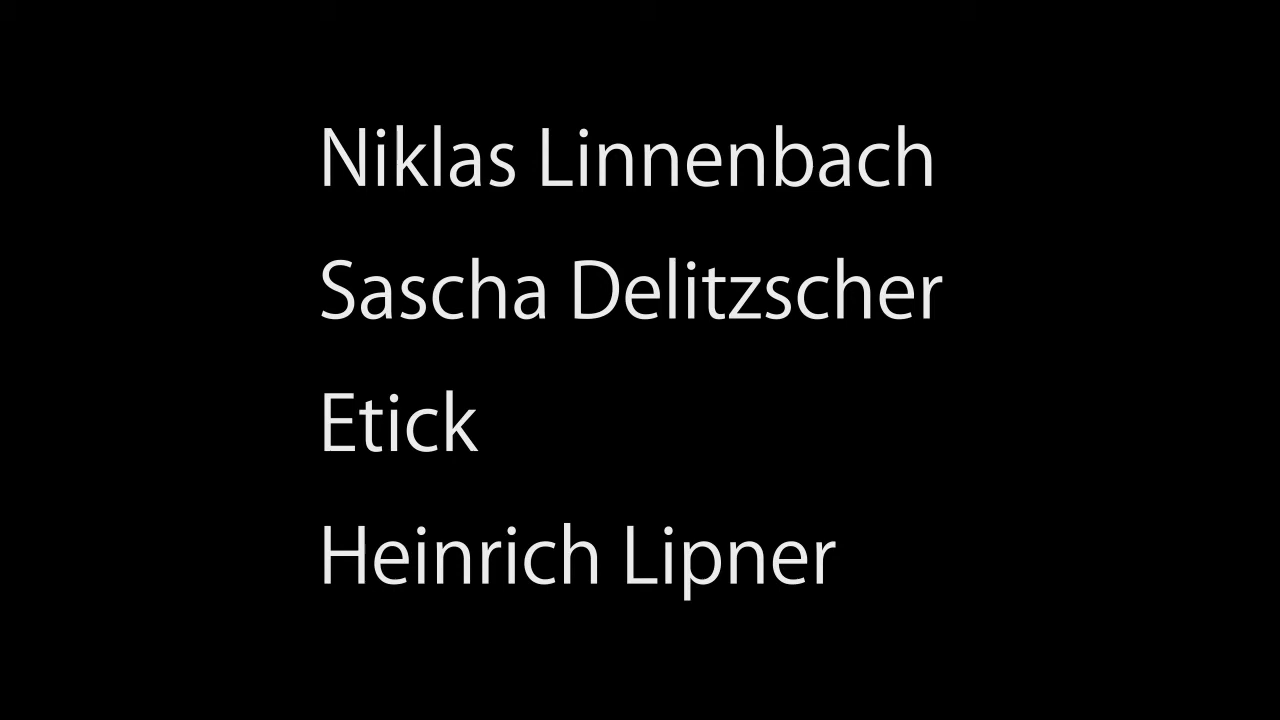 Niklas Linnenbach
Sascha Delitzscher
Etick
Heinrich Lipner